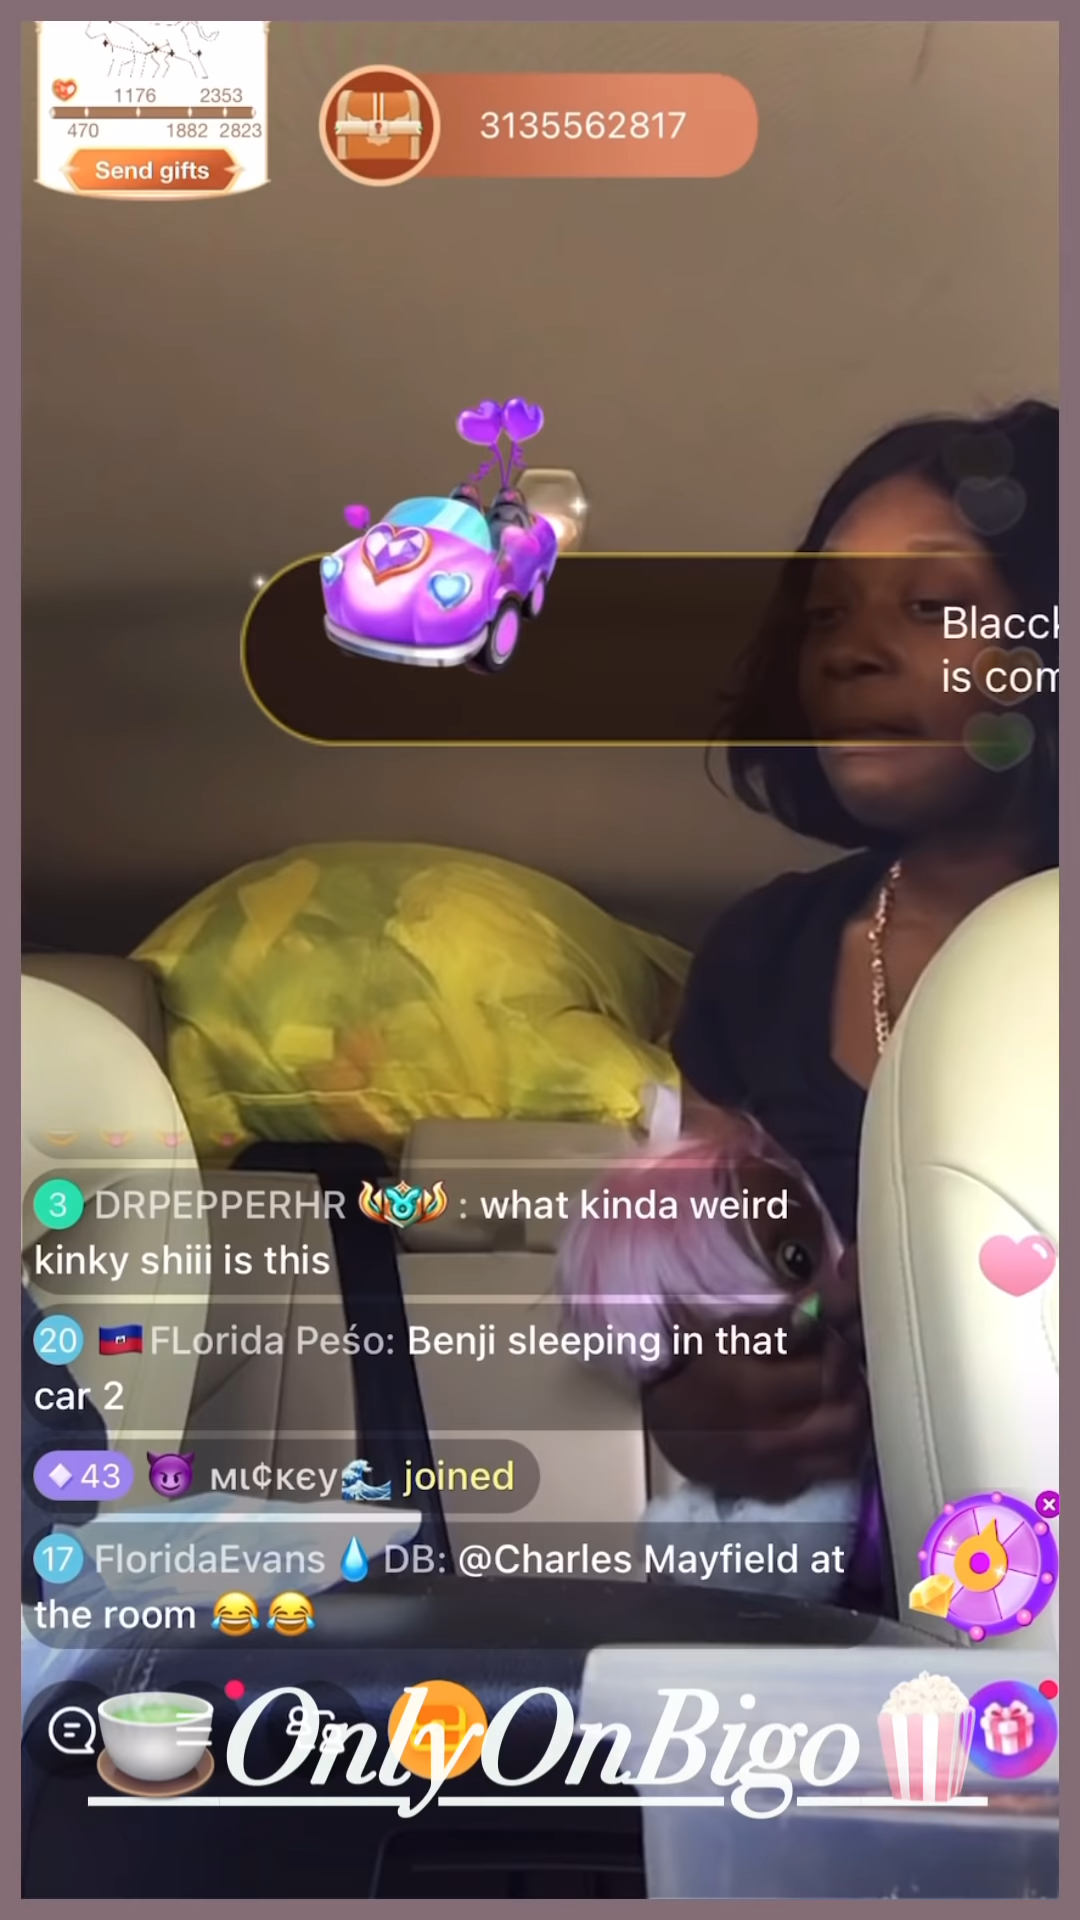 1176 2353
470 1882 2823
Send gifts
3135562817
Blacc
is com
3 DRPEPPERHR : what kinda weird
kinky shiii is this
20 🇭🇹 FLorida Peśo: Benji sleeping in that
car 2
43 😈 мι¢кєу🌊 joined
17 FloridaEvans 💧 DB: @Charles Mayfield at
the room 😂😂
🍵OnlyOnBigo🍿